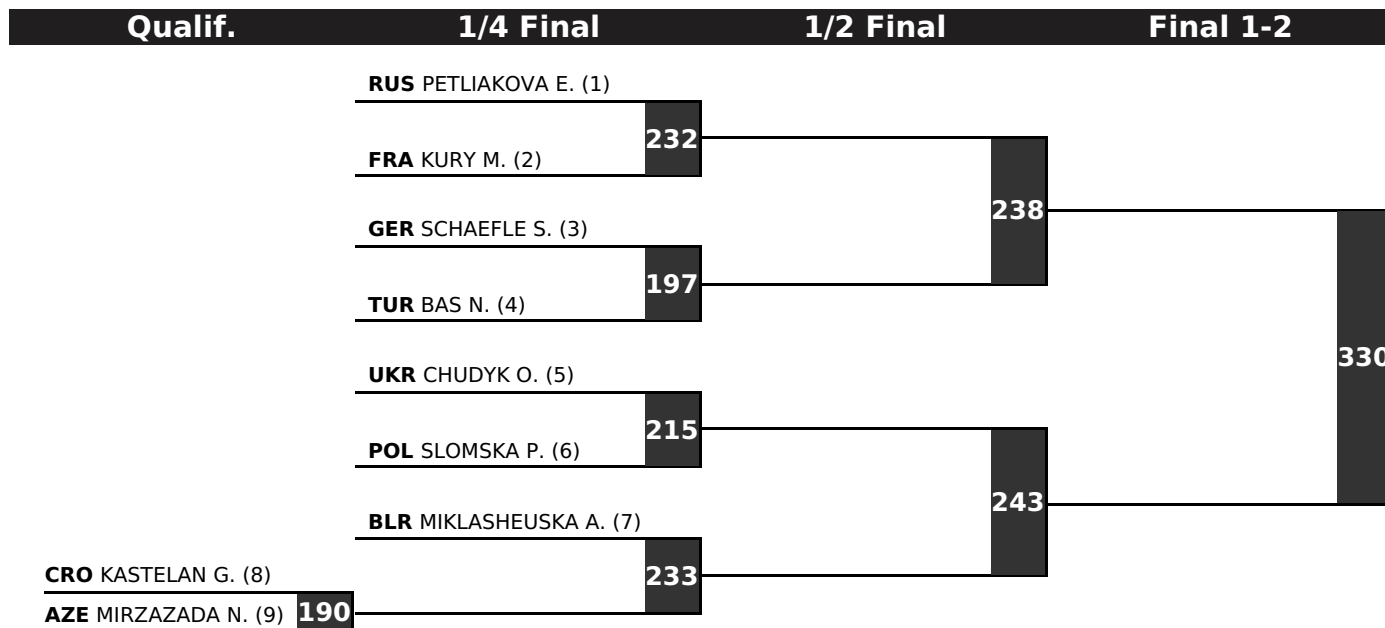 Qualif. 1/4 Final 1/2 Final Final 1-2
RUS PETLIAKOVA E. (1)
232
FRA KURY M. (2)
238
GER SCHAEFLE S. (3)
197
TUR BAS N. (4)
330
UKR CHUDYK O. (5)
215
POL SLOMSKA P. (6)
243
BLR MIKLASHEUSKA A. (7)
233
CRO KASTELAN G. (8)
AZE MIRZAZADA N. (9) 190